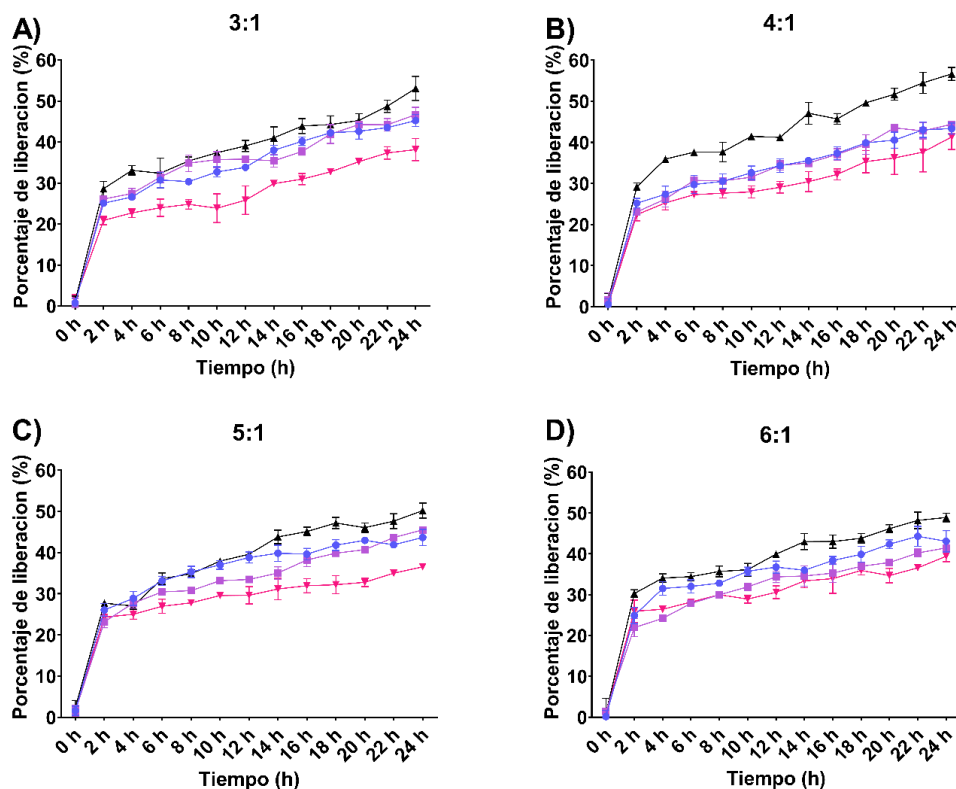 A)
3:1
Porcentaje de liberacion (%)
60
50
40
30
20
10
0
0 h
2 h
4 h
6 h
8 h
10 h
12 h
14 h
16 h
18 h
20 h
22 h
24 h
Tiempo (h)
B)
4:1
Porcentaje de liberacion (%)
60
50
40
30
20
10
0
0 h
2 h
4 h
6 h
8 h
10 h
12 h
14 h
16 h
18 h
20 h
22 h
24 h
Tiempo (h)
C)
5:1
Porcentaje de liberacion (%)
60
50
40
30
20
10
0
0 h
2 h
4 h
6 h
8 h
10 h
12 h
14 h
16 h
18 h
20 h
22 h
24 h
Tiempo (h)
D)
6:1
Porcentaje de liberacion (%)
60
50
40
30
20
10
0
0 h
2 h
4 h
6 h
8 h
10 h
12 h
14 h
16 h
18 h
20 h
22 h
24 h
Tiempo (h)